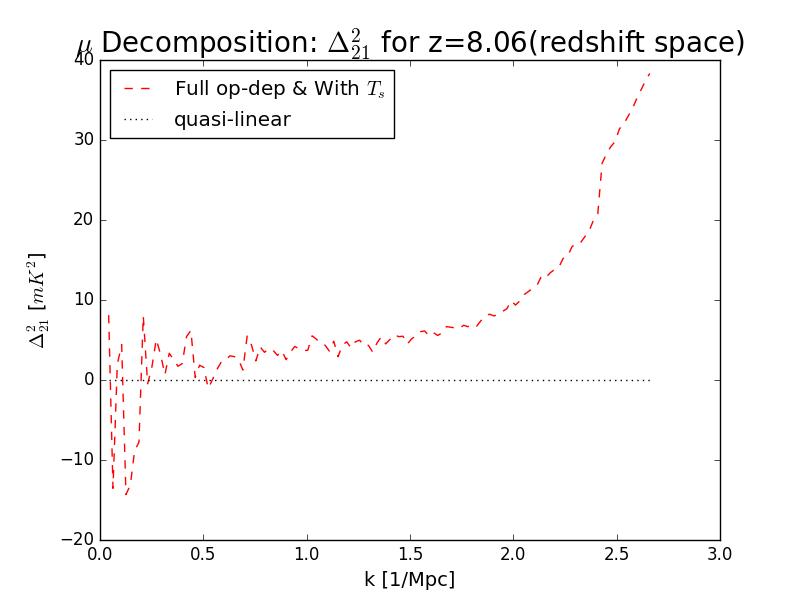 μ Decomposition: Δ²₂₁ for z=8.06(redshift space)
40
Full op-dep & With Tₛ
quasi-linear
30
20
10
0
−10
−20
Δ²₂₁ [mK²]
0.0 0.5 1.0 1.5 2.0 2.5 3.0
k [1/Mpc]